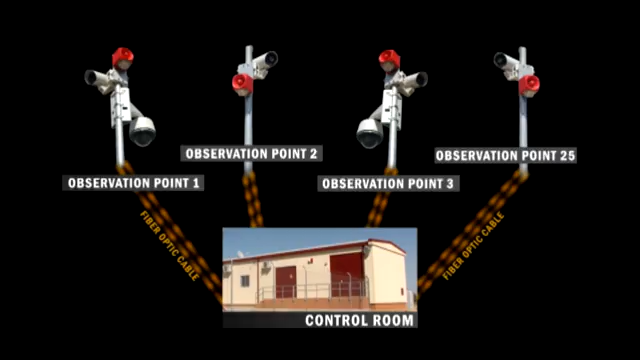 OBSERVATION POINT 2
OBSERVATION POINT 25
OBSERVATION POINT 1
OBSERVATION POINT 3
FIBER OPTIC CABLE
FIBER OPTIC CABLE
CONTROL ROOM